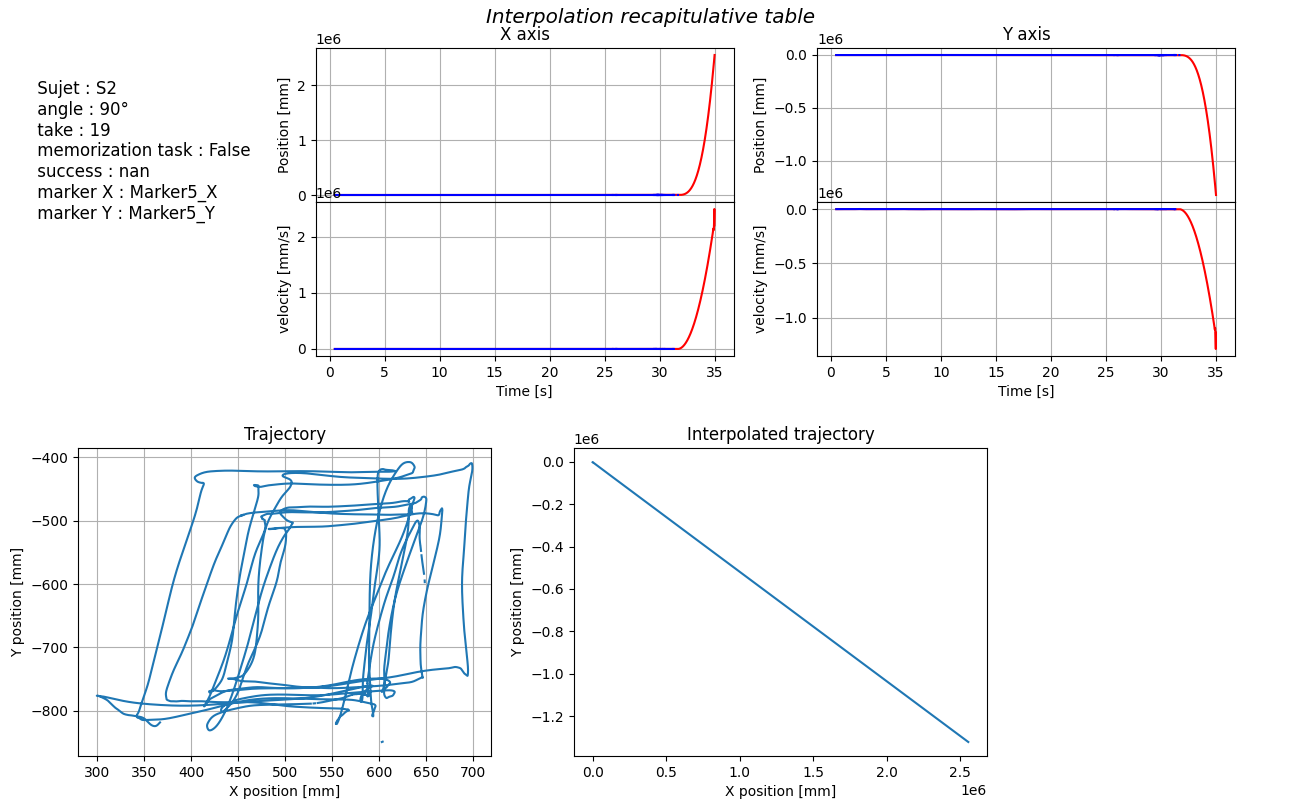 Interpolation recapitulative table
Sujet : S2
angle : 90°
take : 19
memorization task : False
success : nan
marker X : Marker5_X
marker Y : Marker5_Y
X axis
1e6
Position [mm]
2
1
0
1e6
velocity [mm/s]
2
1
0
0 5 10 15 20 25 30 35
Time [s]
Y axis
1e6
Position [mm]
0.0
−0.5
−1.0
1e6
velocity [mm/s]
0.0
−0.5
−1.0
0 5 10 15 20 25 30 35
Time [s]
Trajectory
Y position [mm]
−400
−500
−600
−700
−800
300 350 400 450 500 550 600 650 700
X position [mm]
Interpolated trajectory
1e6
Y position [mm]
0.0
−0.2
−0.4
−0.6
−0.8
−1.0
−1.2
0.0 0.5 1.0 1.5 2.0 2.5
1e6
X position [mm]